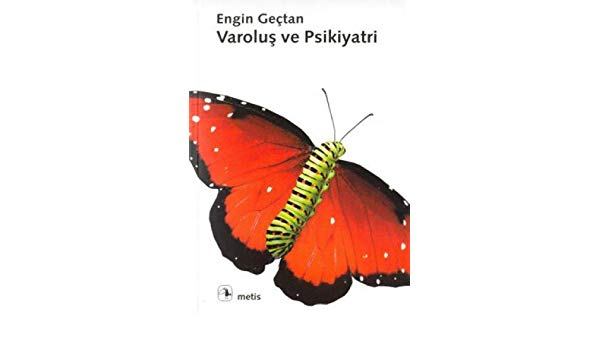 Engin Geçtan
Varoluş ve Psikiyatri
metis